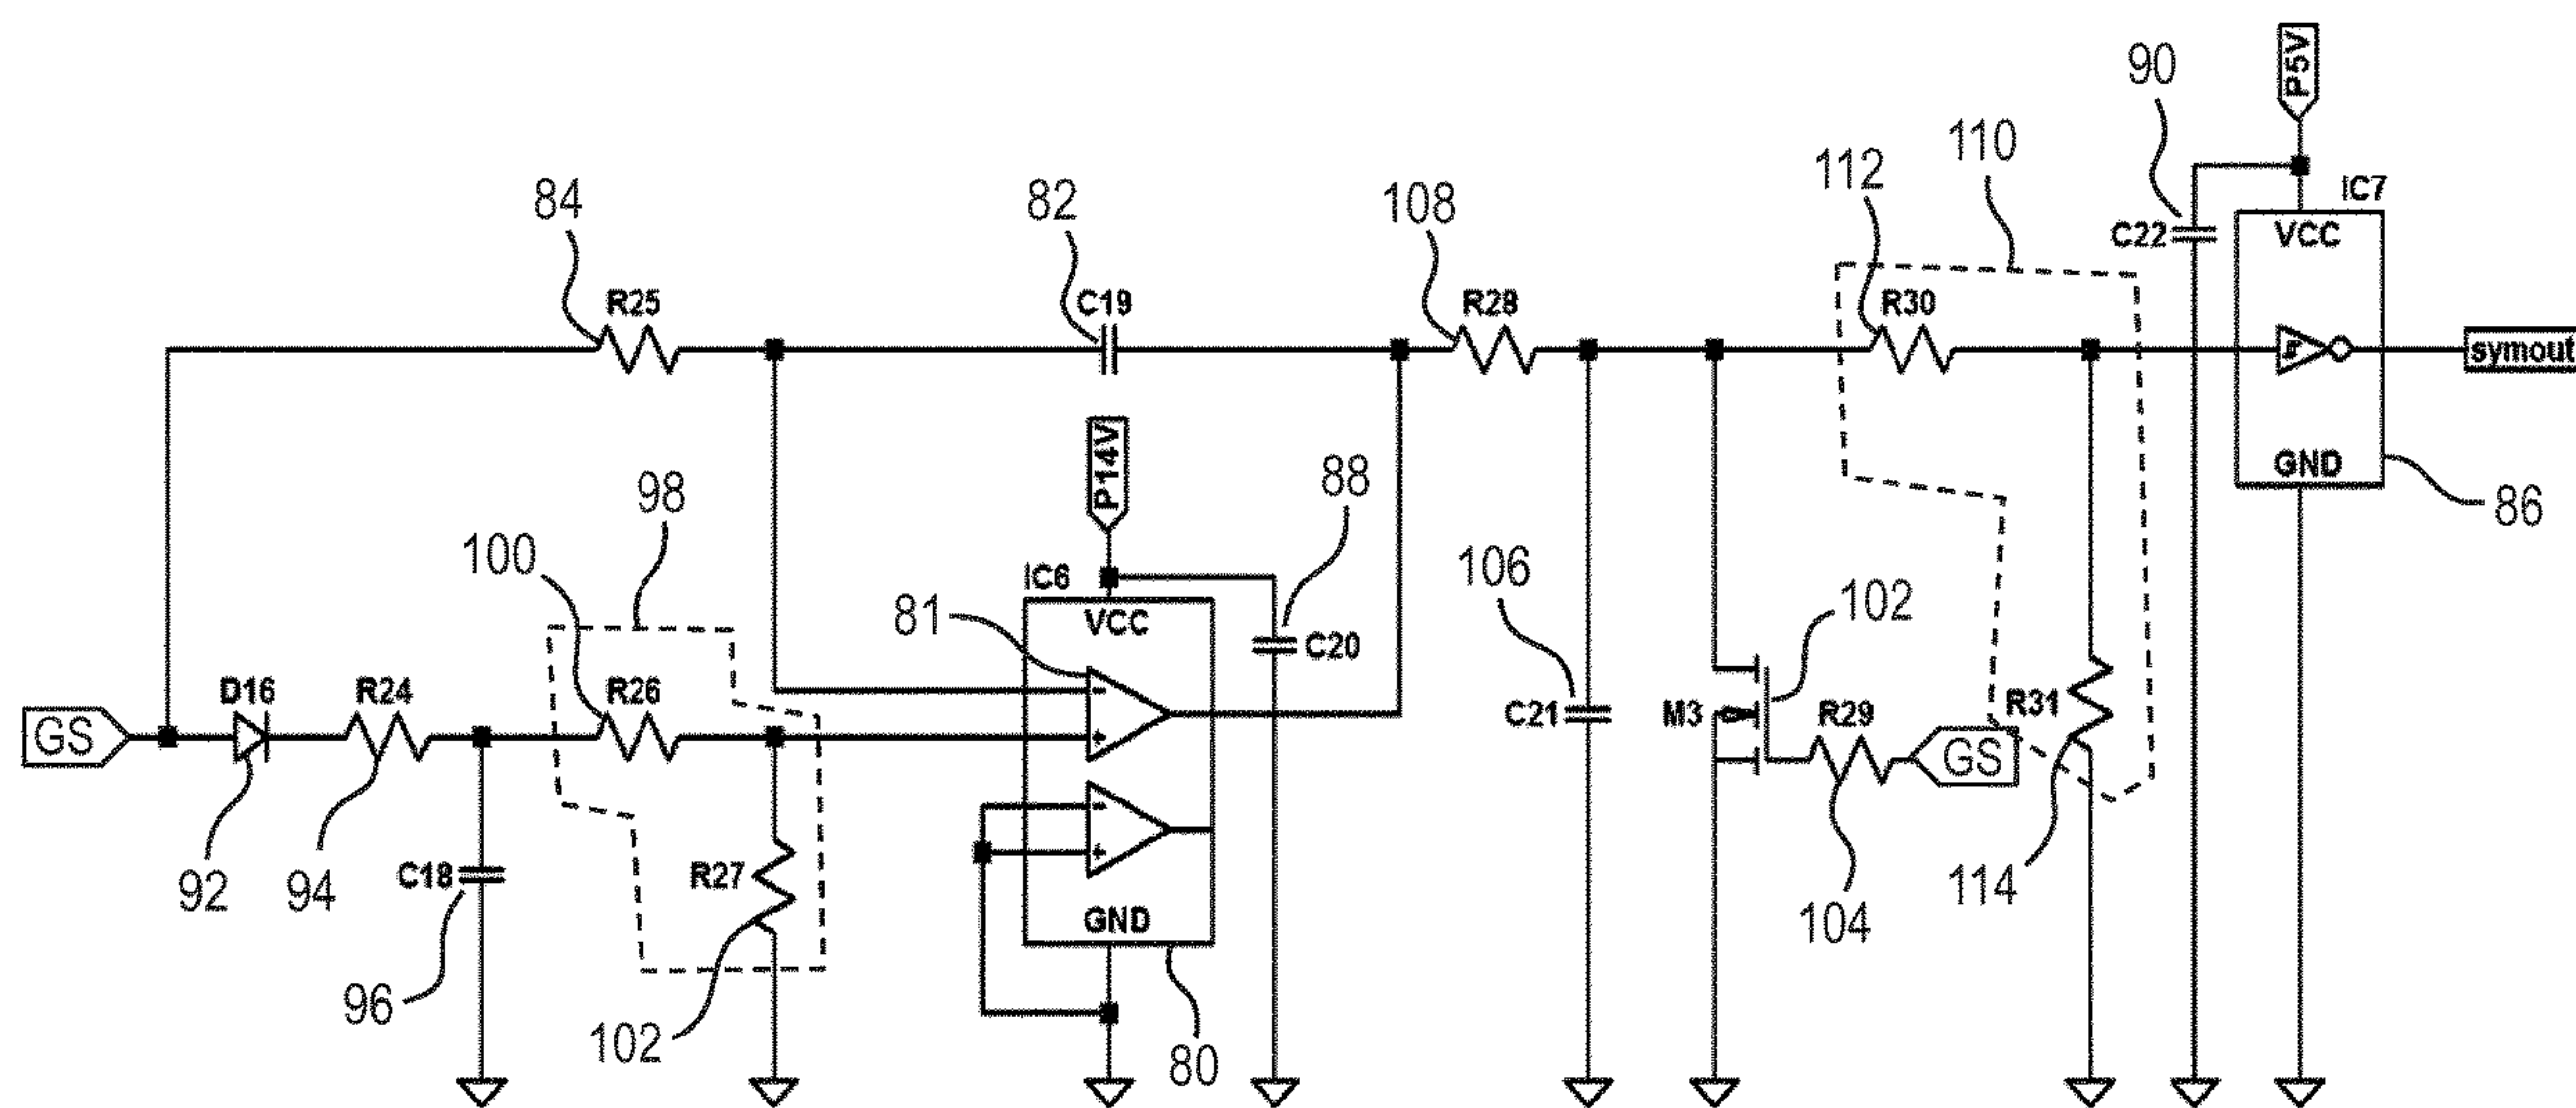 P5V
90
110
112
84
82
108
IC7
VCC
C22
R25
C19
R28
R30
symout
P14V
GND
98
88
86
100
106
IC6
102
81
VCC
C20
GS
D16
R24
R26
-
+
C21
M3
R29
GS
R31
92
94
C18
R27
-
+
104
114
GND
96
102
80